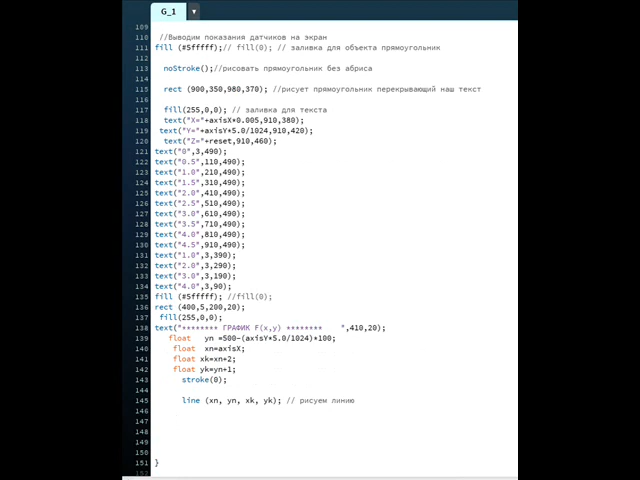 G_1 ▼
109
110 //Выводим показания датчиков на экран
111 fill (#5fffff);// fill(0); // заливка для объекта прямоугольник
112
113 noStroke();//рисовать прямоугольник без абриса
114
115 rect (900,350,980,370); //рисует прямоугольник перекрывающий наш текст
116
117 fill(255,0,0); // заливка для текста
118 text("X="+axisX*0.005,910,380);
119 text("Y="+axisY*5.0/1024,910,420);
120 text("Z="+reset,910,460);
121 text("0",3,490);
122 text("0.5",110,490);
123 text("1.0",210,490);
124 text("1.5",310,490);
125 text("2.0",410,490);
126 text("2.5",510,490);
127 text("3.0",610,490);
128 text("3.5",710,490);
129 text("4.0",810,490);
130 text("4.5",910,490);
131 text("1.0",3,390);
132 text("2.0",3,290);
133 text("3.0",3,190);
134 text("4.0",3,90);
135 fill (#5fffff); //fill(0);
136 rect (400,5,200,20);
137 fill(255,0,0);
138 text("******** ГРАФИК F(x,y) ******** ",410,20);
139 float yn =500-(axisY*5.0/1024)*100;
140 float xn=axisX;
141 float xk=xn+2;
142 float yk=yn+1;
143 stroke(0);
144
145 line (xn, yn, xk, yk); // рисуем линию
146
147
148
149
150
151 }
152